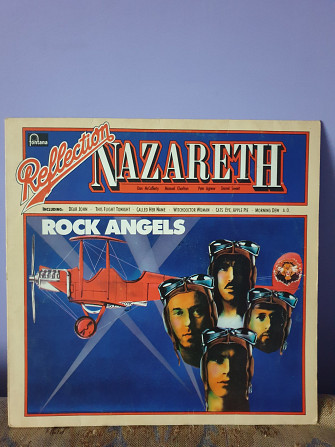 fontana
Reflection
NAZARETH
Dan McCafferty Manuel Charlton Pete Agnew Darrell Sweet
INCLUDING: DEAR JOHN · THIS FLIGHT TONIGHT · CALLED HER NAME · WITCHDOCTOR WOMAN · CATS, EYE, APPLE PIE · MORNING DEW A.O.
ROCK ANGELS